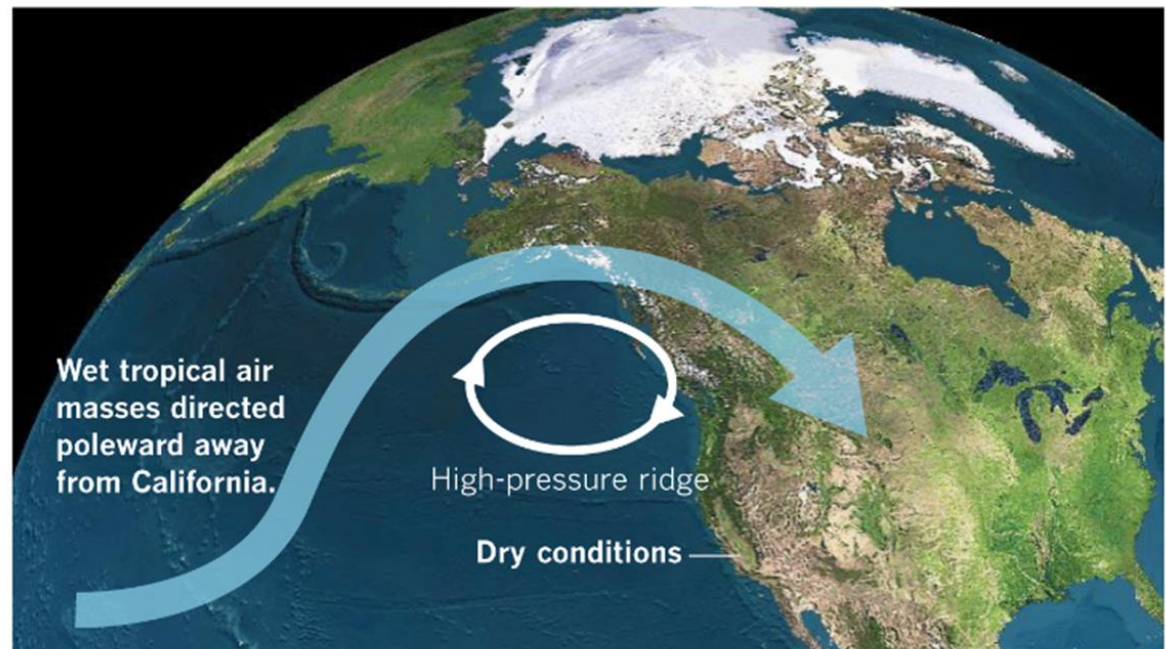 Wet tropical air
masses directed
poleward away
from California.
High-pressure ridge
Dry conditions